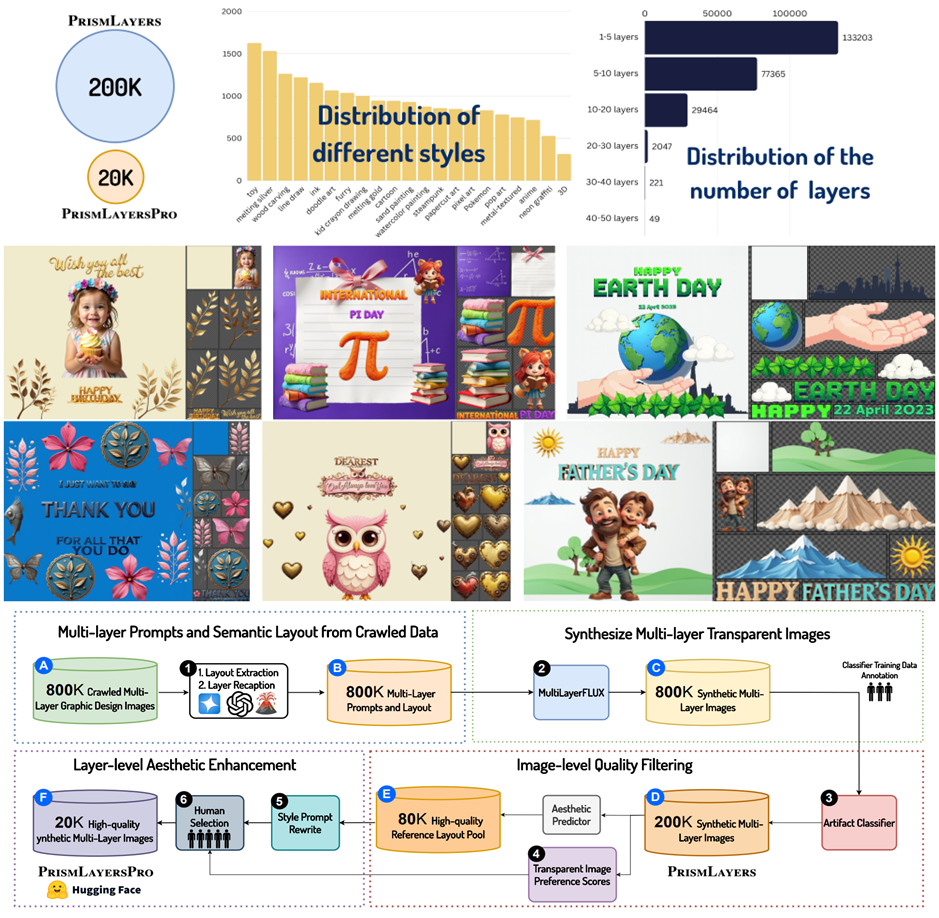 PRISMLAYERS
200K
20K
PRISMLAYERSPRO
2000
1500
1000
500
0
Distribution of
different styles
toy
melting silver
wood carving
line draw
ink
doodle art
furry
kid crayon drawing
melting gold
cartoon
sand painting
watercolor painting
steampunk
papercut art
pixel art
Pokemon
pop art
metal-textured
anime
neon graffiti
3D
0
50000
100000
1-5 layers
133203
5-10 layers
77365
10-20 layers
29464
20-30 layers
2047
30-40 layers
221
40-50 layers
49
Distribution of the
number of layers
Wish you all
the best
HAPPY
BIRTHDAY
INTERNATIONAL
PI DAY
π
INTERNATIONAL PI DAY
HAPPY
EARTH DAY
22 April 2023
EARTH DAY
HAPPY 22 April 2023
THANK YOU
FOR ALL THAT
YOU DO
DEAREST
HAPPY
FATHER'S DAY
HAPPY FATHER'S DAY
Multi-layer Prompts and Semantic Layout from Crawled Data
A
800K Crawled Multi-
Layer Graphic Design Images
1
1. Layout Extraction
2. Layer Recaption
B
800K Multi-Layer
Prompts and Layout
Synthesize Multi-layer Transparent Images
2
MultiLayerFLUX
C
800K Synthetic Multi-
Layer Images
Classifier Training Data
Annotation
Layer-level Aesthetic Enhancement
F
20K High-quality
ynthetic Multi-Layer Images
PRISMLAYERSPRO
Hugging Face
6
Human
Selection
5
Style Prompt
Rewrite
Image-level Quality Filtering
E
80K High-quality
Reference Layout Pool
Aesthetic
Predictor
4
Transparent Image
Preference Scores
D
200K Synthetic Multi-
Layer Images
PRISMLAYERS
3
Artifact Classifier